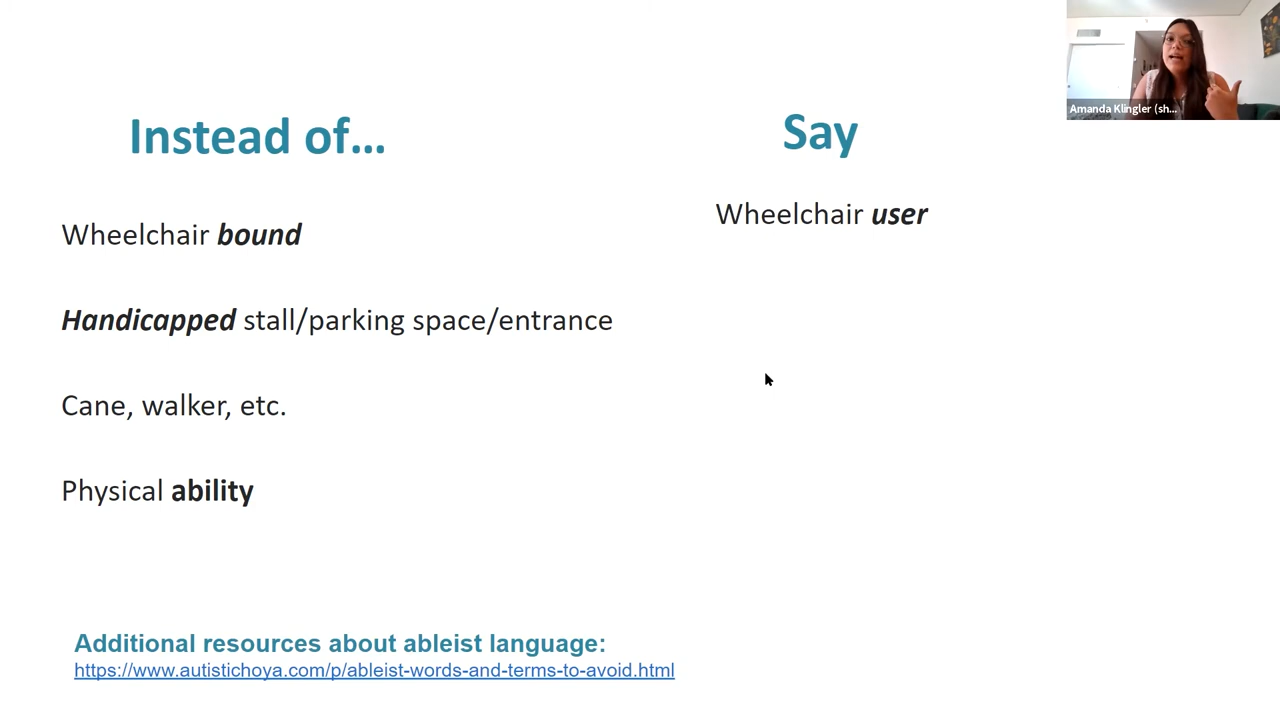 Instead of...
Say
Wheelchair bound
Wheelchair user
Handicapped stall/parking space/entrance
Cane, walker, etc.
Physical ability
Additional resources about ableist language:
https://www.autistichoya.com/p/ableist-words-and-terms-to-avoid.html
Amanda Klingler (sh...